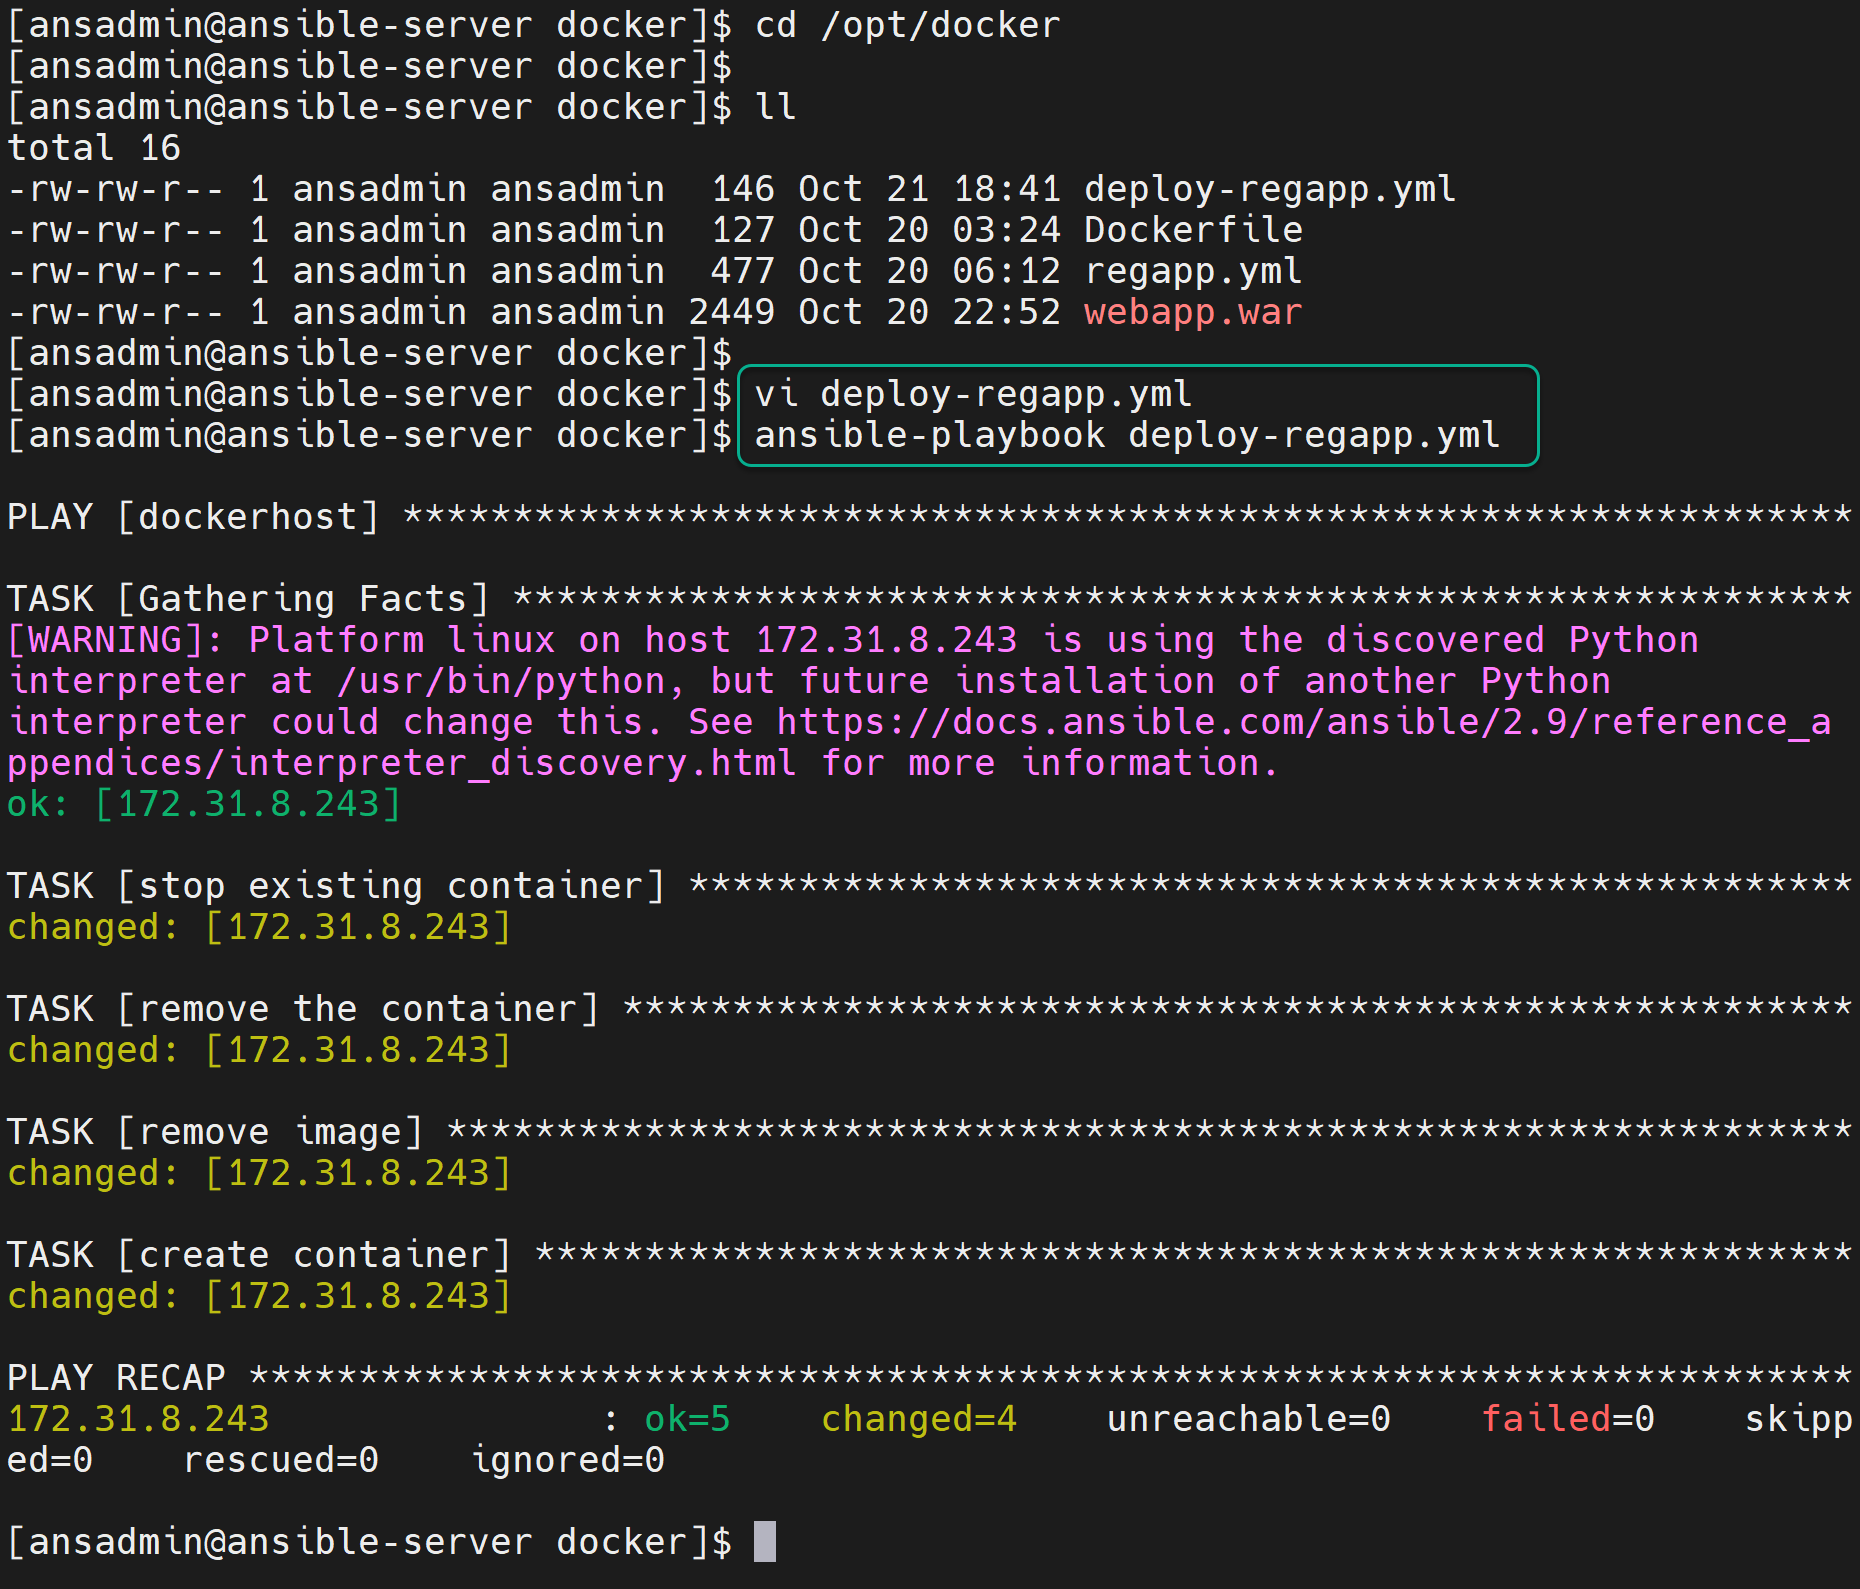 [ansadmin@ansible-server docker]$ cd /opt/docker
[ansadmin@ansible-server docker]$
[ansadmin@ansible-server docker]$ ll
total 16
-rw-rw-r-- 1 ansadmin ansadmin  146 Oct 21 18:41 deploy-regapp.yml
-rw-rw-r-- 1 ansadmin ansadmin  127 Oct 20 03:24 Dockerfile
-rw-rw-r-- 1 ansadmin ansadmin  477 Oct 20 06:12 regapp.yml
-rw-rw-r-- 1 ansadmin ansadmin 2449 Oct 20 22:52 webapp.war
[ansadmin@ansible-server docker]$
[ansadmin@ansible-server docker]$ vi deploy-regapp.yml
[ansadmin@ansible-server docker]$ ansible-playbook deploy-regapp.yml
PLAY [dockerhost] ******************************************************************
TASK [Gathering Facts] *************************************************************
[WARNING]: Platform linux on host 172.31.8.243 is using the discovered Python
interpreter at /usr/bin/python, but future installation of another Python
interpreter could change this. See https://docs.ansible.com/ansible/2.9/reference_a
ppendices/interpreter_discovery.html for more information.
ok: [172.31.8.243]
TASK [stop existing container] *****************************************************
changed: [172.31.8.243]
TASK [remove the container] ********************************************************
changed: [172.31.8.243]
TASK [remove image] ****************************************************************
changed: [172.31.8.243]
TASK [create container] ************************************************************
changed: [172.31.8.243]
PLAY RECAP *************************************************************************
172.31.8.243               : ok=5    changed=4    unreachable=0    failed=0    skipp
ed=0    rescued=0    ignored=0
[ansadmin@ansible-server docker]$